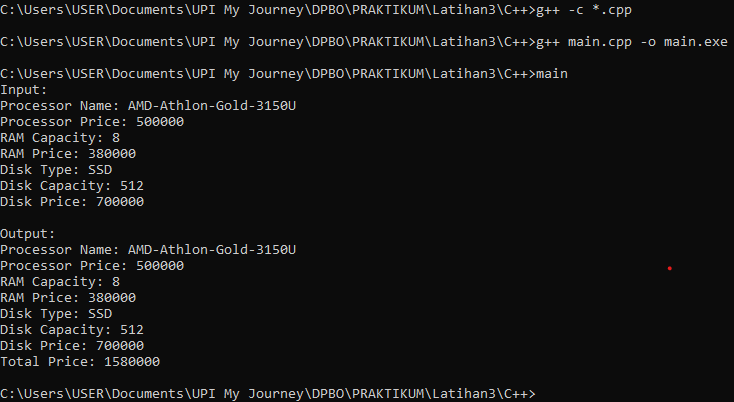 C:\Users\USER\Documents\UPI My Journey\DPBO\PRAKTIKUM\Latihan3\C++>g++ -c *.cpp
C:\Users\USER\Documents\UPI My Journey\DPBO\PRAKTIKUM\Latihan3\C++>g++ main.cpp -o main.exe
C:\Users\USER\Documents\UPI My Journey\DPBO\PRAKTIKUM\Latihan3\C++>main
Input:
Processor Name: AMD-Athlon-Gold-3150U
Processor Price: 500000
RAM Capacity: 8
RAM Price: 380000
Disk Type: SSD
Disk Capacity: 512
Disk Price: 700000
Output:
Processor Name: AMD-Athlon-Gold-3150U
Processor Price: 500000
RAM Capacity: 8
RAM Price: 380000
Disk Type: SSD
Disk Capacity: 512
Disk Price: 700000
Total Price: 1580000
C:\Users\USER\Documents\UPI My Journey\DPBO\PRAKTIKUM\Latihan3\C++>